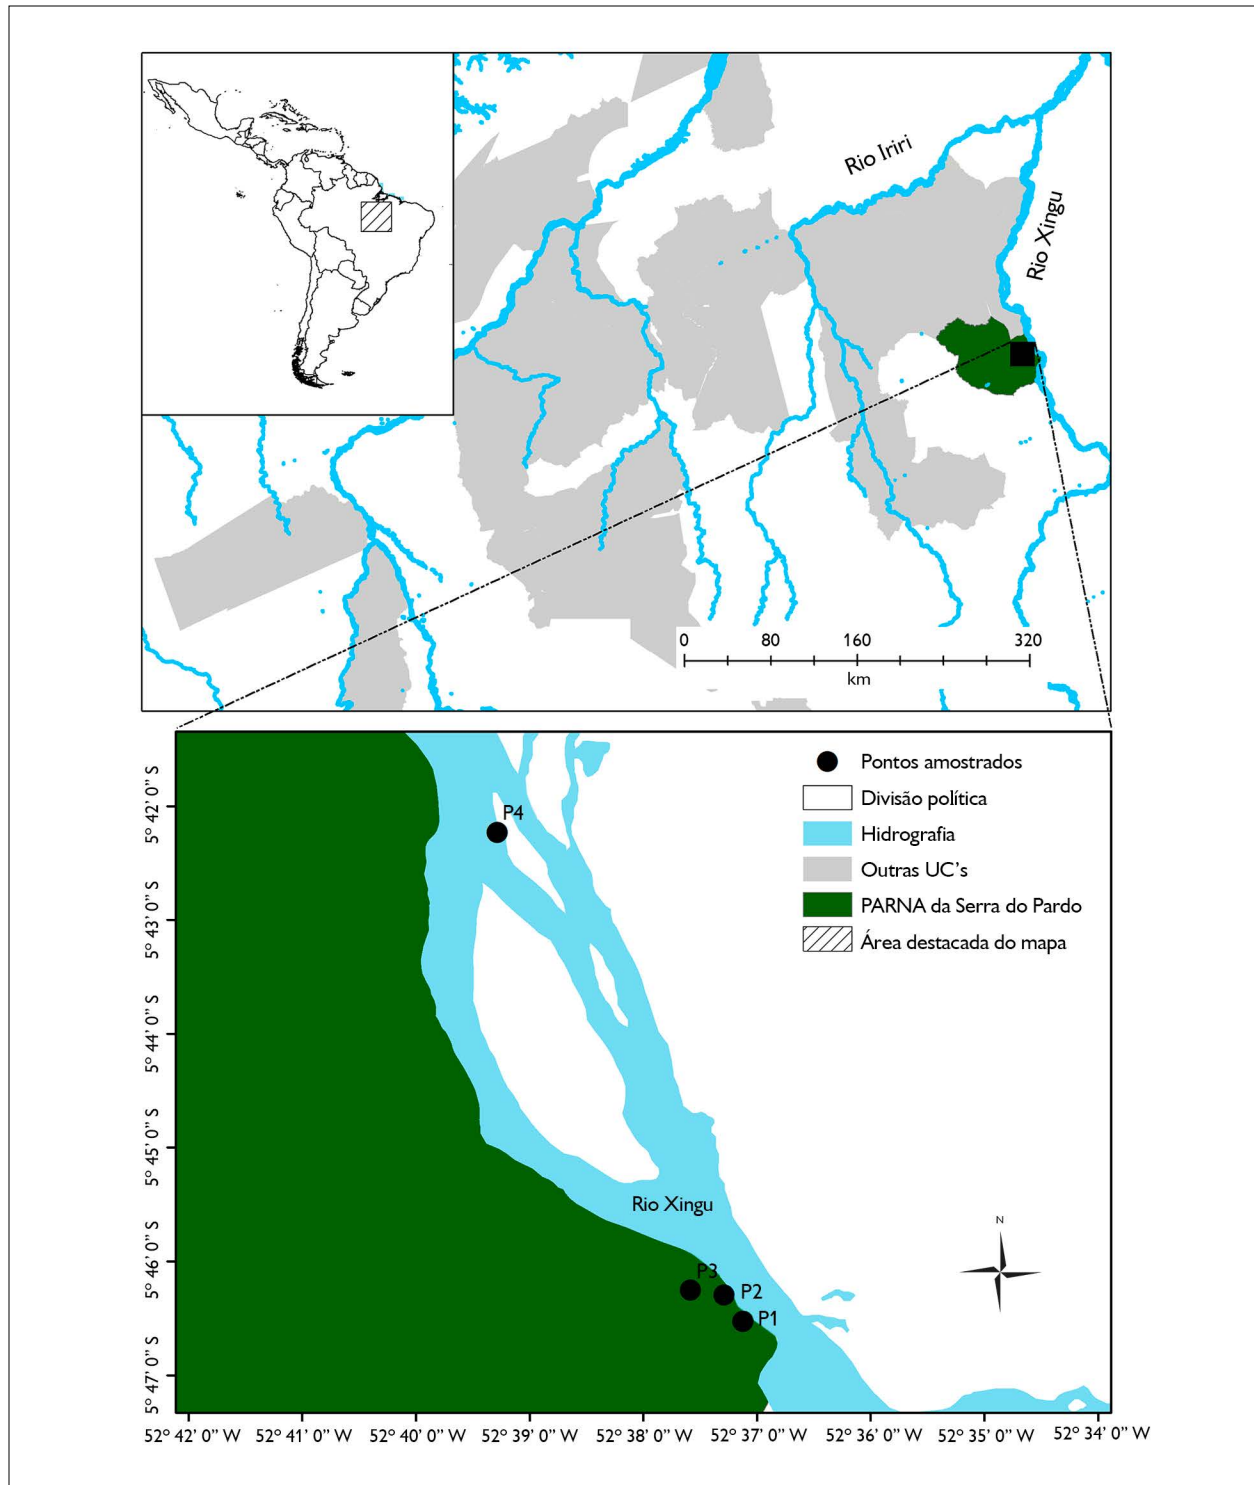 Rio Iriri
Rio Xingu
0 80 160 320
km
Pontos amostrados
Divisão política
Hidrografia
Outras UC's
PARNA da Serra do Pardo
Área destacada do mapa
P4
Rio Xingu
P3
P2
P1
N
5° 42' 0" S
5° 43' 0" S
5° 44' 0" S
5° 45' 0" S
5° 46' 0" S
5° 47' 0" S
52° 42' 0" W 52° 41' 0" W 52° 40' 0" W 52° 39' 0" W 52° 38' 0" W 52° 37' 0" W 52° 36' 0" W 52° 35' 0" W 52° 34' 0" W